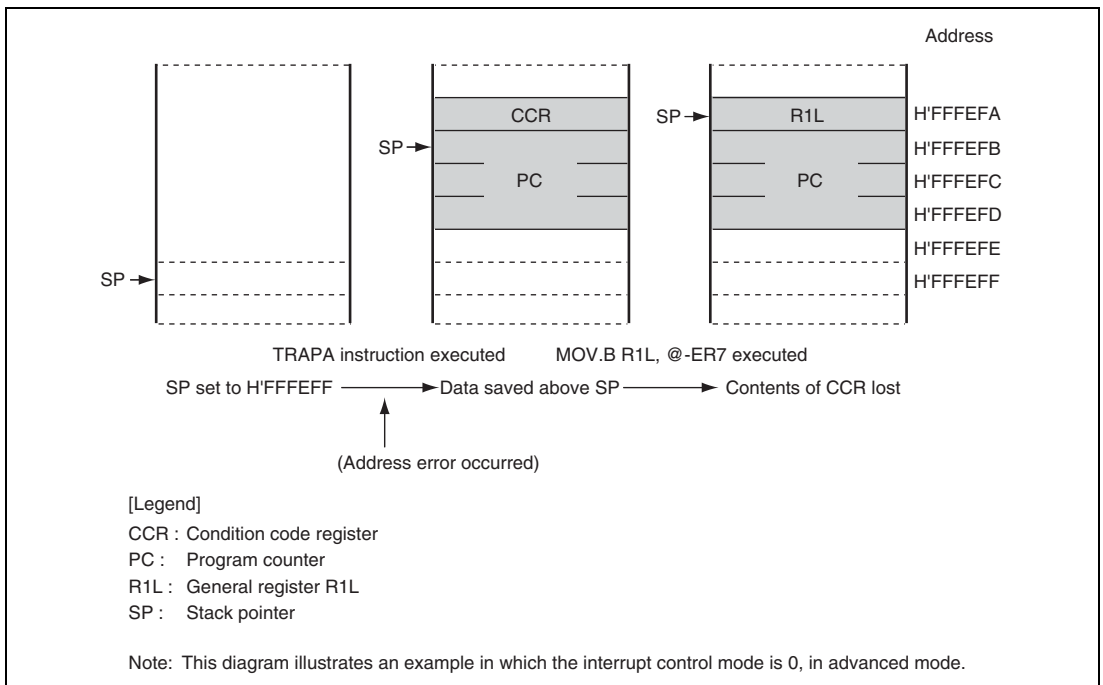 Address
CCR
SP
R1L
H'FFFEFA
SP
H'FFFEFB
PC
PC
H'FFFEFC
H'FFFEFD
H'FFFEFE
SP
H'FFFEFF
TRAPA instruction executed
MOV.B R1L, @-ER7 executed
SP set to H'FFFEFF
Data saved above SP
Contents of CCR lost
(Address error occurred)
[Legend]
CCR : Condition code register
PC : Program counter
R1L : General register R1L
SP : Stack pointer
Note: This diagram illustrates an example in which the interrupt control mode is 0, in advanced mode.